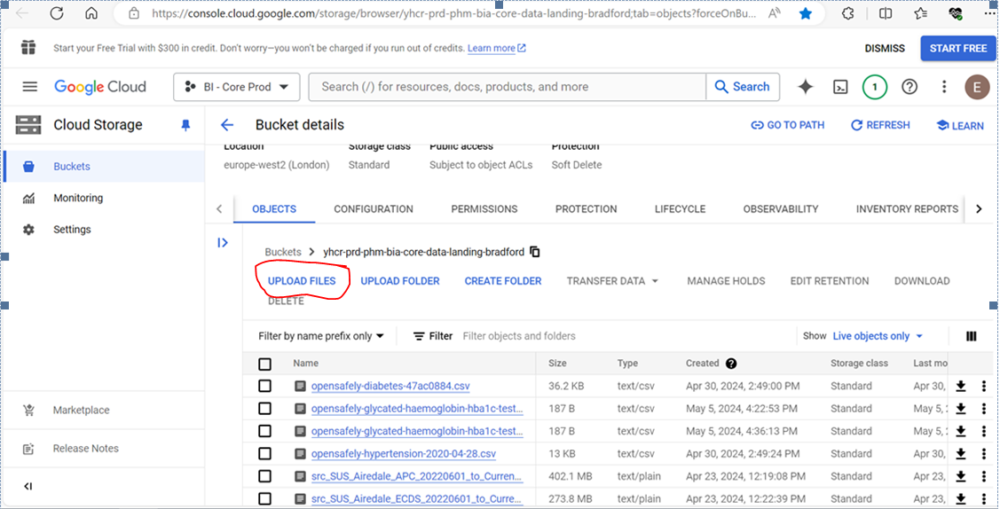 https://console.cloud.google.com/storage/browser/yhcr-prd-phm-bia-core-data-landing-bradford;tab=objects?forceOnBu...
Start your Free Trial with $300 in credit. Don't worry—you won't be charged if you run out of credits. Learn more
DISMISS
START FREE
Google Cloud
BI - Core Prod
Search (/) for resources, docs, products, and more
Search
1
E
Cloud Storage
Bucket details
GO TO PATH
REFRESH
LEARN
Buckets
Monitoring
Settings
Marketplace
Release Notes
Location Storage class Public access Protection
europe-west2 (London) Standard Subject to object ACLs Soft Delete
OBJECTS CONFIGURATION PERMISSIONS PROTECTION LIFECYCLE OBSERVABILITY INVENTORY REPORTS
Buckets > yhcr-prd-phm-bia-core-data-landing-bradford
UPLOAD FILES UPLOAD FOLDER CREATE FOLDER TRANSFER DATA MANAGE HOLDS EDIT RETENTION DOWNLOAD
DELETE
Filter by name prefix only Filter Filter objects and folders Show Live objects only
Name Size Type Created Storage class Last mo
opensafely-diabetes-47ac0884.csv 36.2 KB text/csv Apr 30, 2024, 2:49:00 PM Standard Apr 30,
opensafely-glycated-haemoglobin-hba1c-test... 187 B text/csv May 5, 2024, 4:22:53 PM Standard May 5, 
opensafely-glycated-haemoglobin-hba1c-test... 187 B text/csv May 5, 2024, 4:36:13 PM Standard May 5, 
opensafely-hypertension-2020-04-28.csv 13 KB text/csv Apr 30, 2024, 2:49:24 PM Standard Apr 30,
src_SUS_Airedale_APC_20220601_to_Curren... 402.1 MB text/plain Apr 23, 2024, 12:19:08 PM Standard Apr 23,
src_SUS_Airedale_ECDS_20220601_to_Curre... 273.8 MB text/plain Apr 23, 2024, 12:22:39 PM Standard Apr 23,